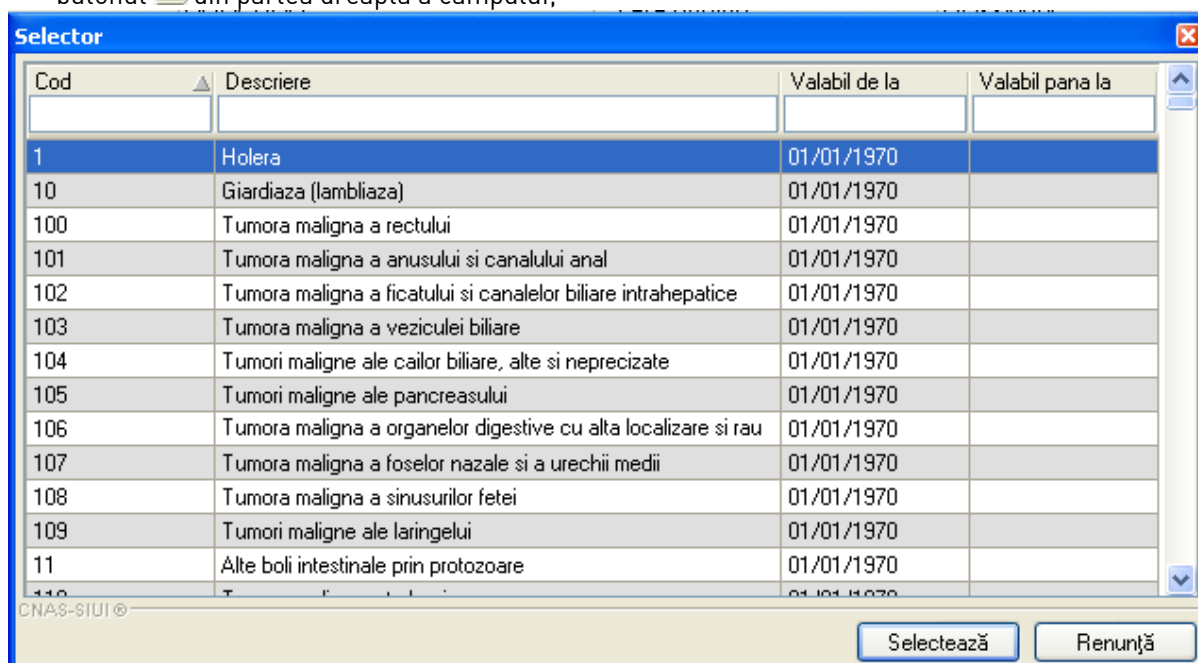 din partea dreaptă a câmpului;
Selector
Cod Descriere Valabil de la Valabil pana la
1 Holera 01/01/1970
10 Giardiaza (lambliaza) 01/01/1970
100 Tumora maligna a rectului 01/01/1970
101 Tumora maligna a anusului si canalului anal 01/01/1970
102 Tumora maligna a ficatului si canalelor biliare intrahepatice 01/01/1970
103 Tumora maligna a veziculei biliare 01/01/1970
104 Tumori maligne ale cailor biliare, alte si neprecizate 01/01/1970
105 Tumori maligne ale pancreasului 01/01/1970
106 Tumora maligna a organelor digestive cu alta localizare si rau 01/01/1970
107 Tumora maligna a foselor nazale si a urechii medii 01/01/1970
108 Tumora maligna a sinusurilor fetei 01/01/1970
109 Tumori maligne ale laringelui 01/01/1970
11 Alte boli intestinale prin protozoare 01/01/1970
CNAS-SIUI®
Selectează Renunţă